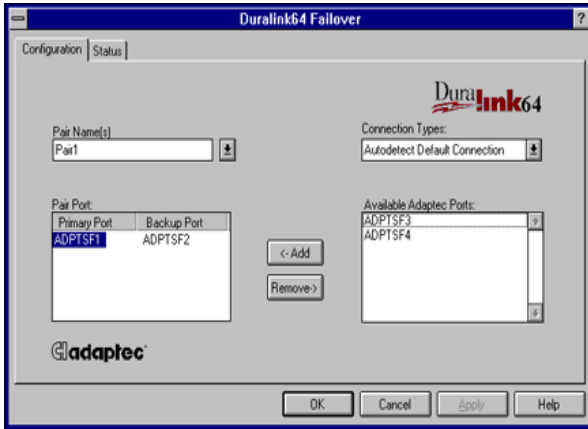 Duralink64 Failover
?
Configuration
Status
Dura link64
Pair Name(s)
Pair1
Connection Types:
Autodetect Default Connection
Pair Port:
Primary Port Backup Port
ADPTSF1 ADPTSF2
<- Add
Remove->
Available Adaptec Ports:
ADPTSF3
ADPTSF4
adaptec
OK
Cancel
Apply
Help